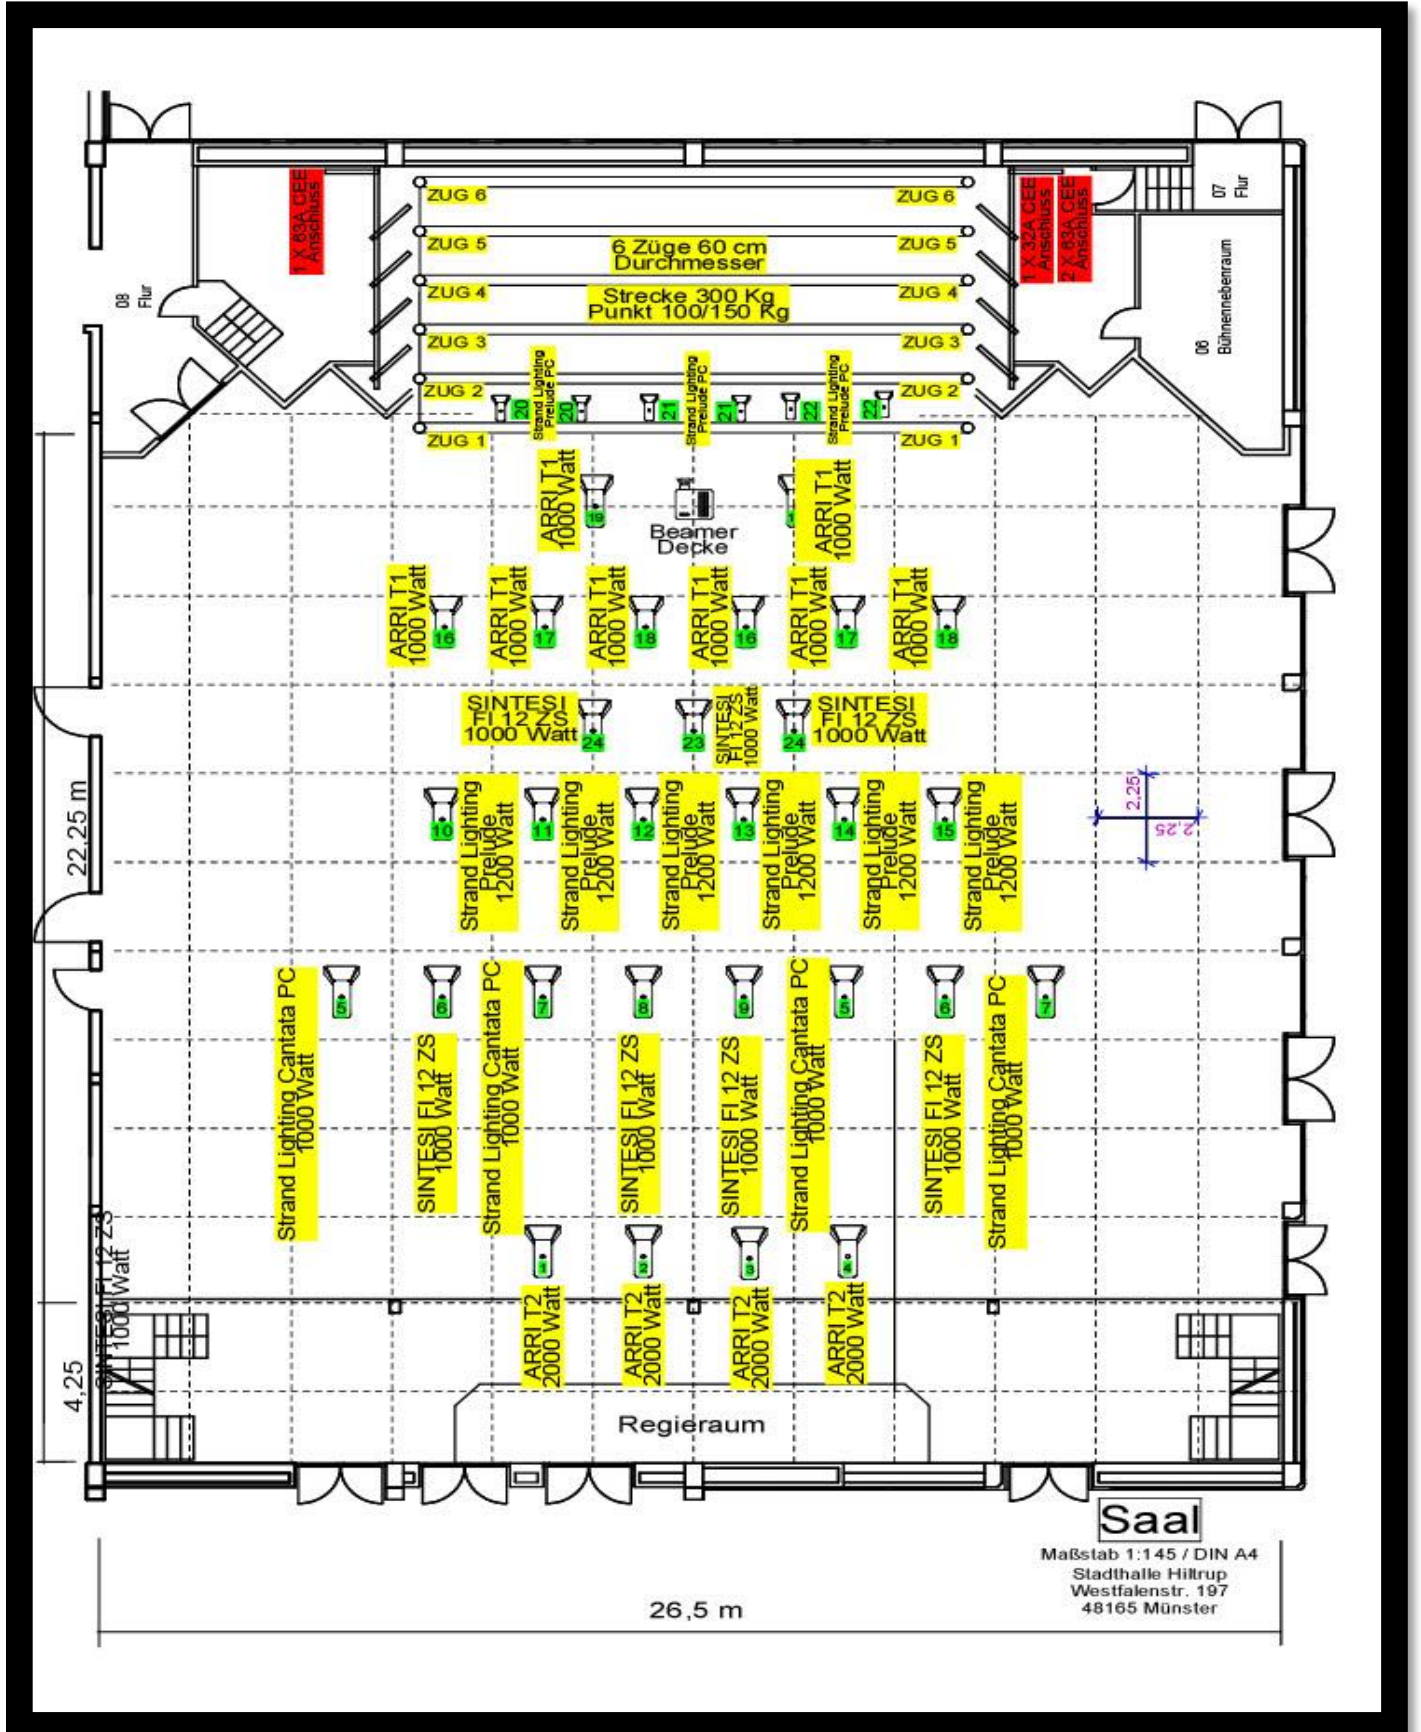 1 X 63A CEE
Anschluss
1 X 32A CEE
Anschluss
2 X 63A CEE
Anschluss
07
Flur
08
Flur
06
Bühnennebenraum
ZUG 6
ZUG 6
ZUG 5
6 Züge 60 cm
Durchmesser
ZUG 5
ZUG 4
Strecke 300 Kg
Punkt 100/150 Kg
ZUG 4
ZUG 3
ZUG 3
ZUG 2
ZUG 2
Strand Lighting
Prelude PC
Strand Lighting
Prelude PC
Strand Lighting
Prelude PC
20
20
21
21
22
22
ZUG 1
ZUG 1
ARRI T1
1000 Watt
19
Beamer
Decke
ARRI T1
1000 Watt
ARRI T1
1000 Watt
16
ARRI T1
1000 Watt
17
ARRI T1
1000 Watt
18
ARRI T1
1000 Watt
16
ARRI T1
1000 Watt
17
ARRI T1
1000 Watt
18
SINTESI
FI 12 ZS
1000 Watt
24
23
SINTESI
FI 12 ZS
1000 Watt
24
SINTESI
FI 12 ZS
1000 Watt
10
Strand Lighting
Prelude
1200 Watt
11
Strand Lighting
Prelude
1200 Watt
12
Strand Lighting
Prelude
1200 Watt
13
Strand Lighting
Prelude
1200 Watt
14
Strand Lighting
Prelude
1200 Watt
15
Strand Lighting
Prelude
1200 Watt
2,25
2,25
22,25 m
5
6
7
8
9
5
6
7
Strand Lighting Cantata PC
1000 Watt
SINTESI FI 12 ZS
1000 Watt
Strand Lighting Cantata PC
1000 Watt
SINTESI FI 12 ZS
1000 Watt
SINTESI FI 12 ZS
1000 Watt
Strand Lighting Cantata PC
1000 Watt
SINTESI FI 12 ZS
1000 Watt
Strand Lighting Cantata PC
1000 Watt
SINTESI FI 12 ZS
1000 Watt
1
2
3
4
ARRI T2
2000 Watt
ARRI T2
2000 Watt
ARRI T2
2000 Watt
ARRI T2
2000 Watt
4,25
Regieraum
Saal
Maßstab 1:145 / DIN A4
Stadthalle Hiltrup
Westfalenstr. 197
48165 Münster
26,5 m